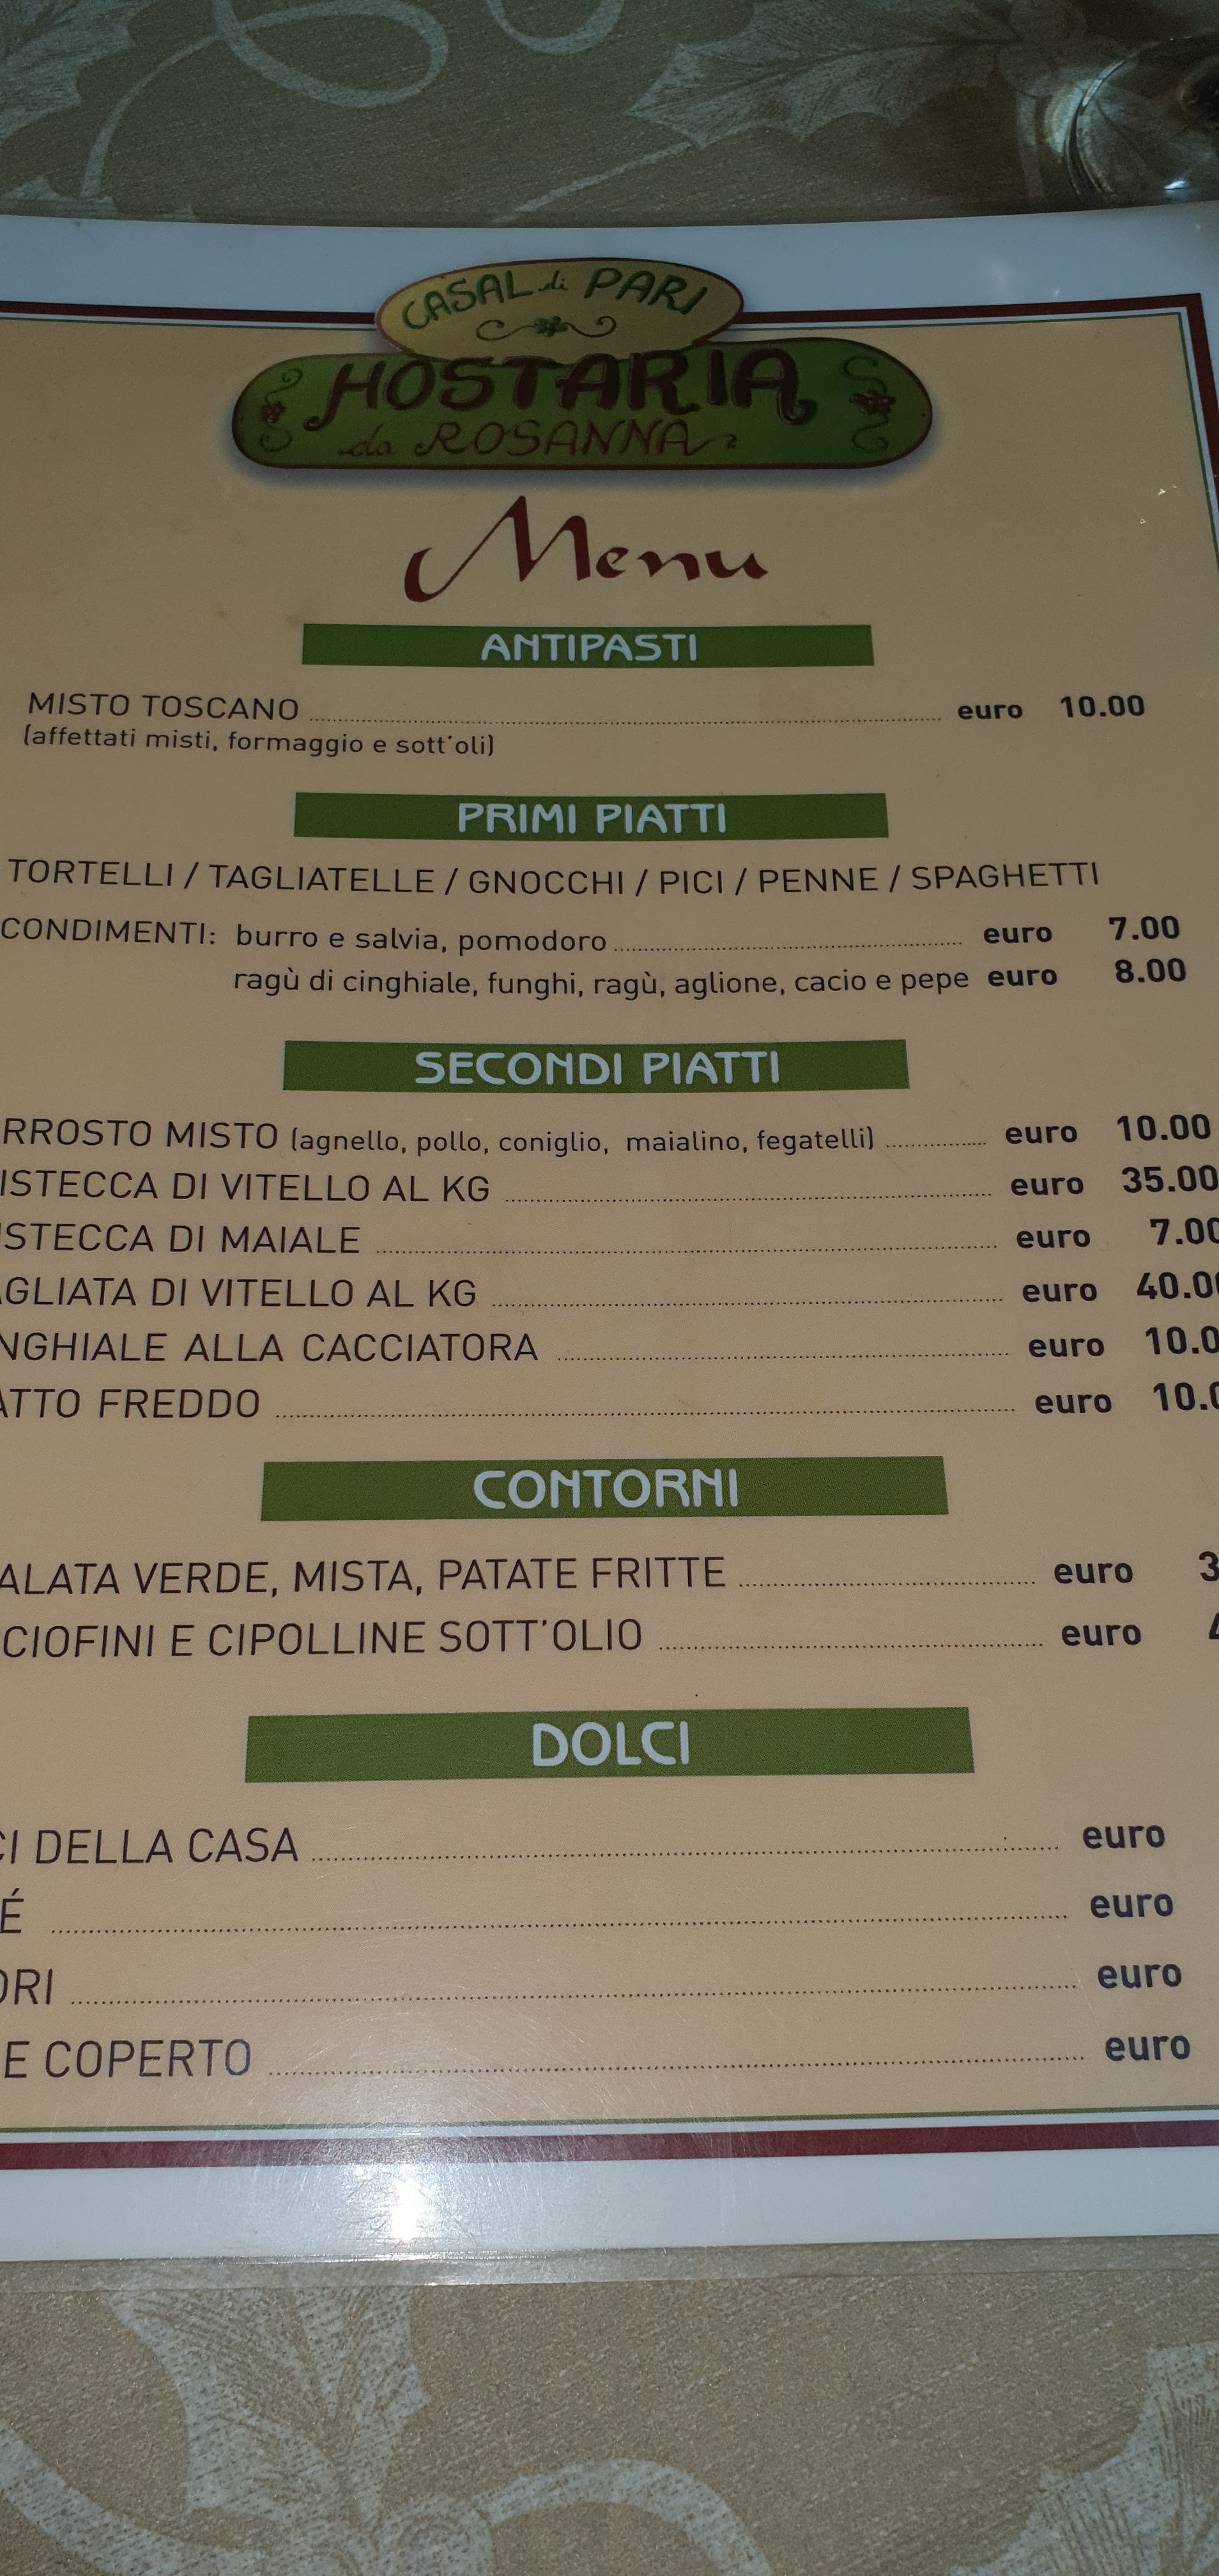 CASAL di PARI
HOSTARIA
da ROSANNA
Menu
ANTIPASTI
MISTO TOSCANO euro 10.00
(affettati misti, formaggio e sott'oli)
PRIMI PIATTI
TORTELLI / TAGLIATELLE / GNOCCHI / PICI / PENNE / SPAGHETTI
CONDIMENTI: burro e salvia, pomodoro euro 7.00
ragù di cinghiale, funghi, ragù, aglione, cacio e pepe euro 8.00
SECONDI PIATTI
RROSTO MISTO (agnello, pollo, coniglio, maialino, fegatelli) euro 10.00
ISTECCA DI VITELLO AL KG euro 35.00
STECCA DI MAIALE euro 7.00
AGLIATA DI VITELLO AL KG euro 40.00
NGHIALE ALLA CACCIATORA euro 10.0
ATTO FREDDO euro 10.0
CONTORNI
ALATA VERDE, MISTA, PATATE FRITTE euro 3
CIOFINI E CIPOLLINE SOTT'OLIO euro 4
DOLCI
CI DELLA CASA euro
É euro
ORI euro
E COPERTO euro